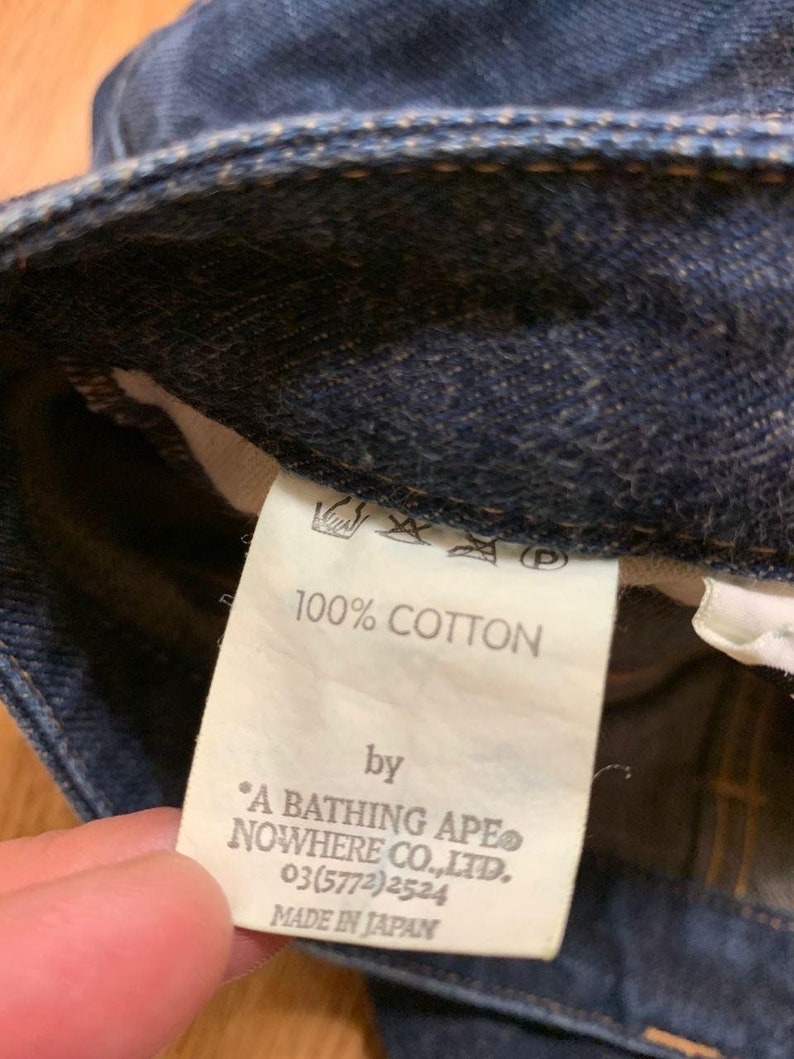 100% COTTON
by
*A BATHING APE®
NOWHERE CO.,LTD.
03(5772)2524
MADE IN JAPAN